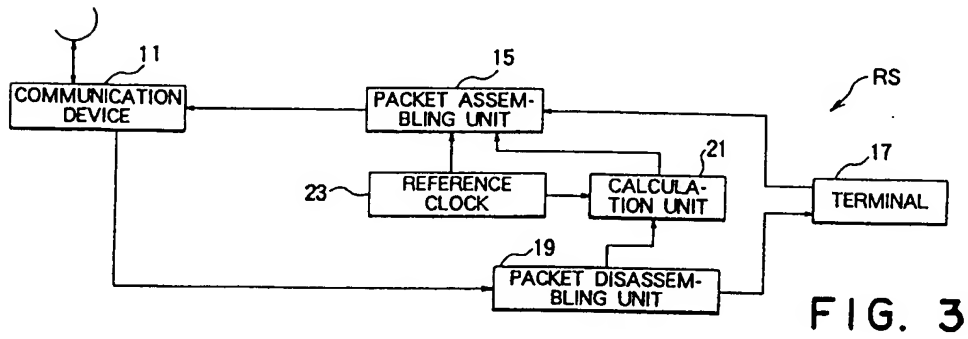 11
COMMUNICATION
DEVICE
15
PACKET ASSEM-
BLING UNIT
RS
23
REFERENCE
CLOCK
21
CALCULA-
TION UNIT
17
TERMINAL
19
PACKET DISASSEM-
BLING UNIT
FIG. 3